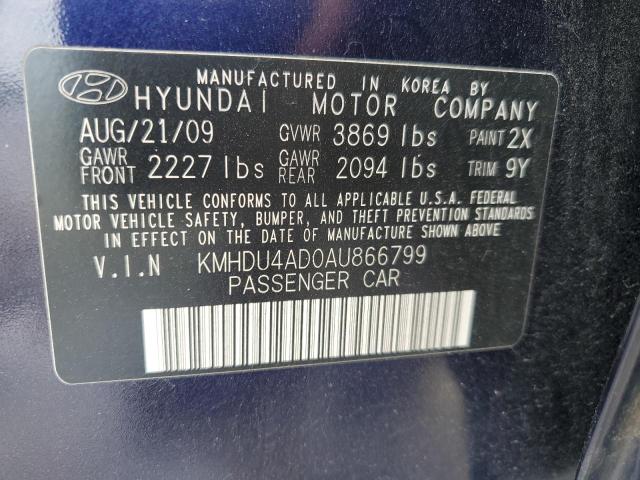 MANUFACTURED IN KOREA BY
HYUNDAI MOTOR COMPANY
AUG/21/09 GVWR 3869 lbs PAINT 2X
GAWR FRONT 2227 lbs GAWR REAR 2094 lbs TRIM 9Y
THIS VEHICLE CONFORMS TO ALL APPLICABLE U.S.A. FEDERAL
MOTOR VEHICLE SAFETY, BUMPER, AND THEFT PREVENTION STANDARDS
IN EFFECT ON THE DATE OF MANUFACTURE SHOWN ABOVE.
V.I.N KMHDU4AD0AU866799
PASSENGER CAR